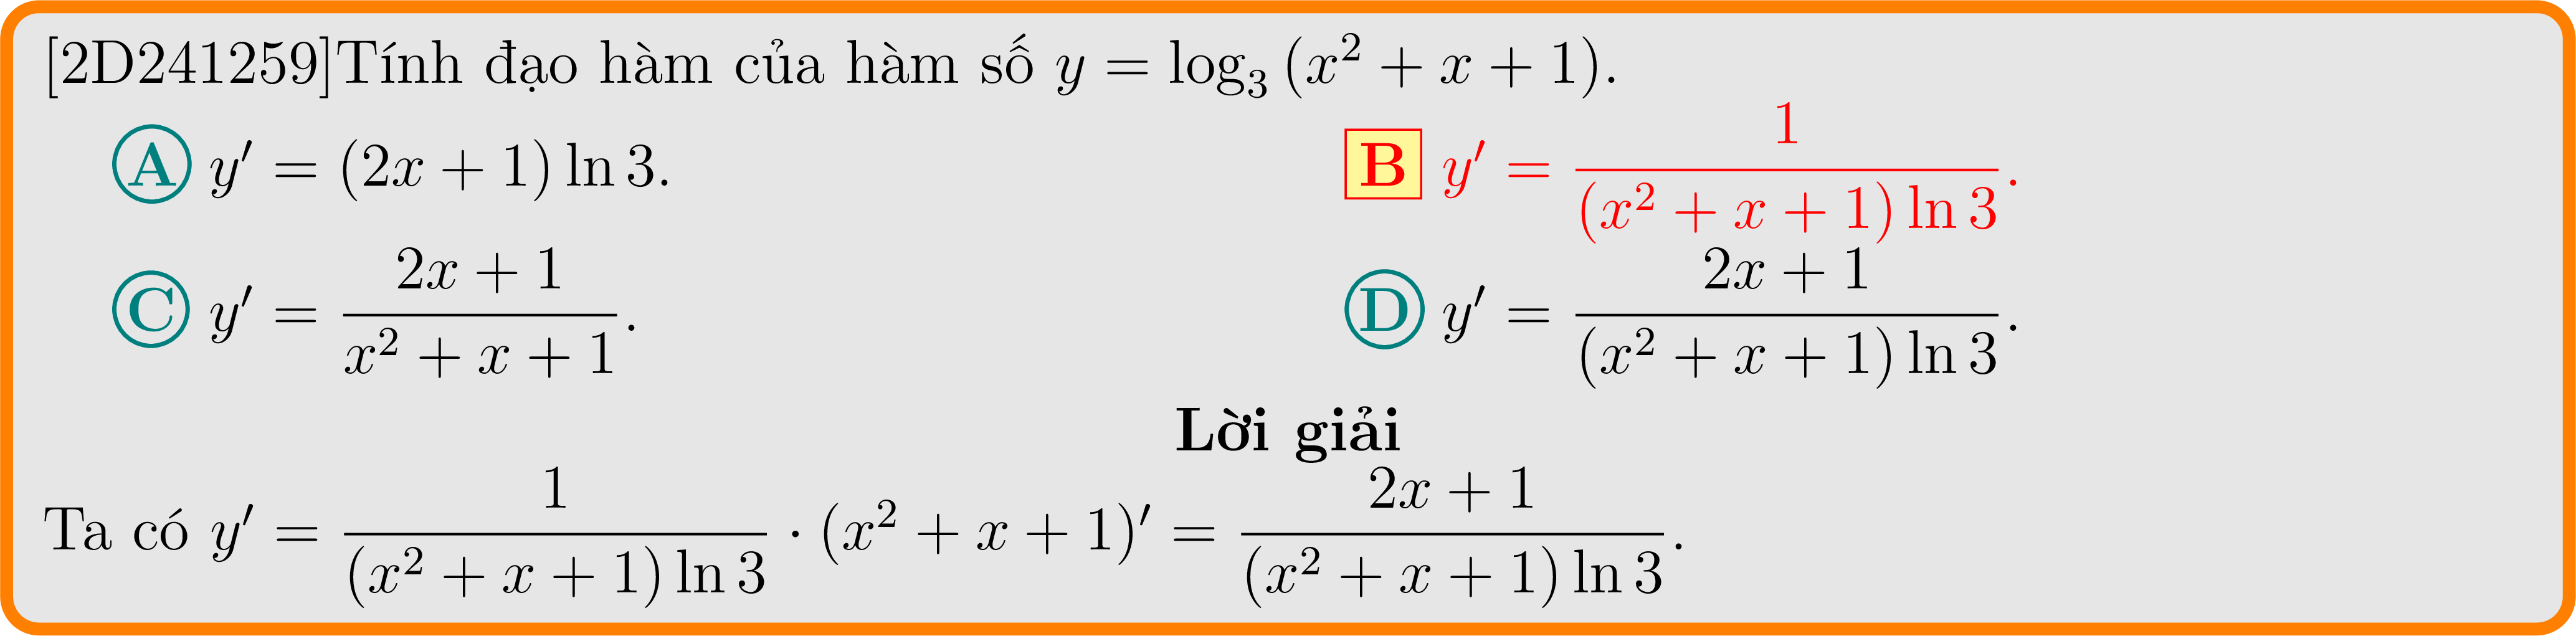 [2D241259]Tính đạo hàm của hàm số $y = \log_3 (x^2 + x + 1)$.
A $y' = (2x + 1) \ln 3$. B $y' = \frac{1}{(x^2 + x + 1) \ln 3}$.
C $y' = \frac{2x + 1}{x^2 + x + 1}$. D $y' = \frac{2x + 1}{(x^2 + x + 1) \ln 3}$.
Lời giải
Ta có $y' = \frac{1}{(x^2 + x + 1) \ln 3} \cdot (x^2 + x + 1)' = \frac{2x + 1}{(x^2 + x + 1) \ln 3}$.